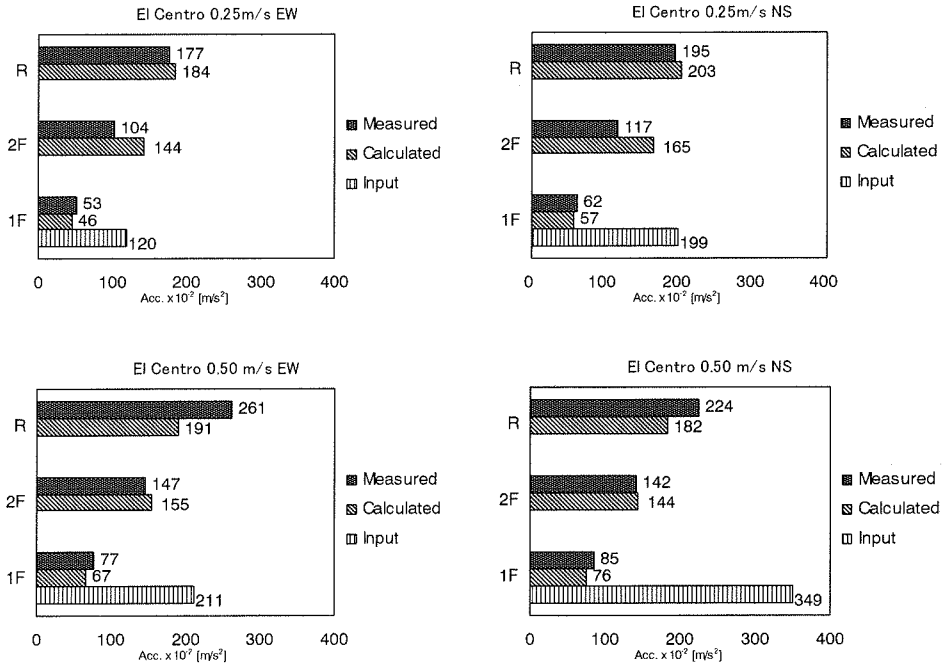 El Centro 0.25m/s EW
R
177
184
2F
104
144
1F
53
46
120
0 100 200 300 400
Acc. x10-2 [m/s2]
Measured
Calculated
Input
El Centro 0.25m/s NS
R
195
203
2F
117
165
1F
62
57
199
0 100 200 300 400
Acc. x10-2 [m/s2]
Measured
Calculated
Input
El Centro 0.50 m/s EW
R
261
191
2F
147
155
1F
77
67
211
0 100 200 300 400
Acc. x10-2 [m/s2]
Measured
Calculated
Input
El Centro 0.50 m/s NS
R
224
182
2F
142
144
1F
85
76
349
0 100 200 300 400
Acc. x10-2 [m/s2]
Measured
Calculated
Input